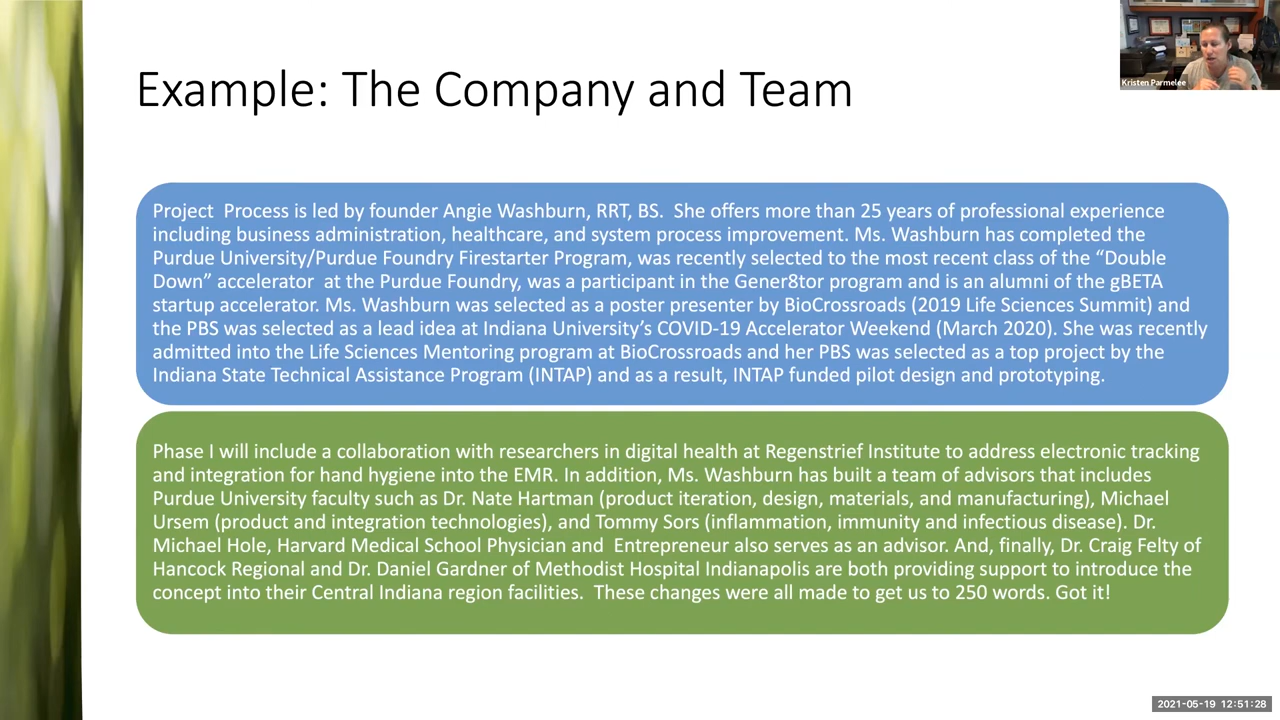 Example: The Company and Team
Kristen Parmelee
Project  Process is led by founder Angie Washburn, RRT, BS.  She offers more than 25 years of professional experience
including business administration, healthcare, and system process improvement. Ms. Washburn has completed the
Purdue University/Purdue Foundry Firestarter Program, was recently selected to the most recent class of the “Double
Down” accelerator  at the Purdue Foundry, was a participant in the Gener8tor program and is an alumni of the gBETA
startup accelerator. Ms. Washburn was selected as a poster presenter by BioCrossroads (2019 Life Sciences Summit) and
the PBS was selected as a lead idea at Indiana University’s COVID-19 Accelerator Weekend (March 2020). She was recently
admitted into the Life Sciences Mentoring program at BioCrossroads and her PBS was selected as a top project by the
Indiana State Technical Assistance Program (INTAP) and as a result, INTAP funded pilot design and prototyping.
Phase I will include a collaboration with researchers in digital health at Regenstrief Institute to address electronic tracking
and integration for hand hygiene into the EMR. In addition, Ms. Washburn has built a team of advisors that includes
Purdue University faculty such as Dr. Nate Hartman (product iteration, design, materials, and manufacturing), Michael
Ursem (product and integration technologies), and Tommy Sors (inflammation, immunity and infectious disease). Dr.
Michael Hole, Harvard Medical School Physician and  Entrepreneur also serves as an advisor. And, finally, Dr. Craig Felty of
Hancock Regional and Dr. Daniel Gardner of Methodist Hospital Indianapolis are both providing support to introduce the
concept into their Central Indiana region facilities.  These changes were all made to get us to 250 words. Got it!
2021-05-19  12:51:28